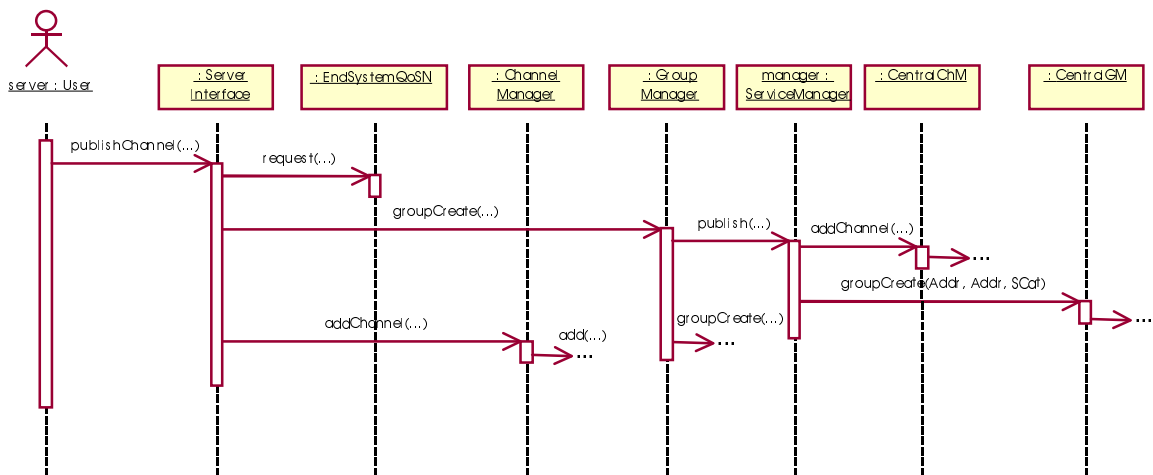 server : User
: Server
Interface
: EndSystemQoSN
: Channel
Manager
: Group
Manager
manager :
ServiceManager
: CentralChM
: CentralGM
publishChannel(...)
request(...)
groupCreate(...)
publish(...)
addChannel(...)
...
groupCreate(Addr, Addr, SCat)
...
addChannel(...)
add(...)
...
groupCreate(...)
...